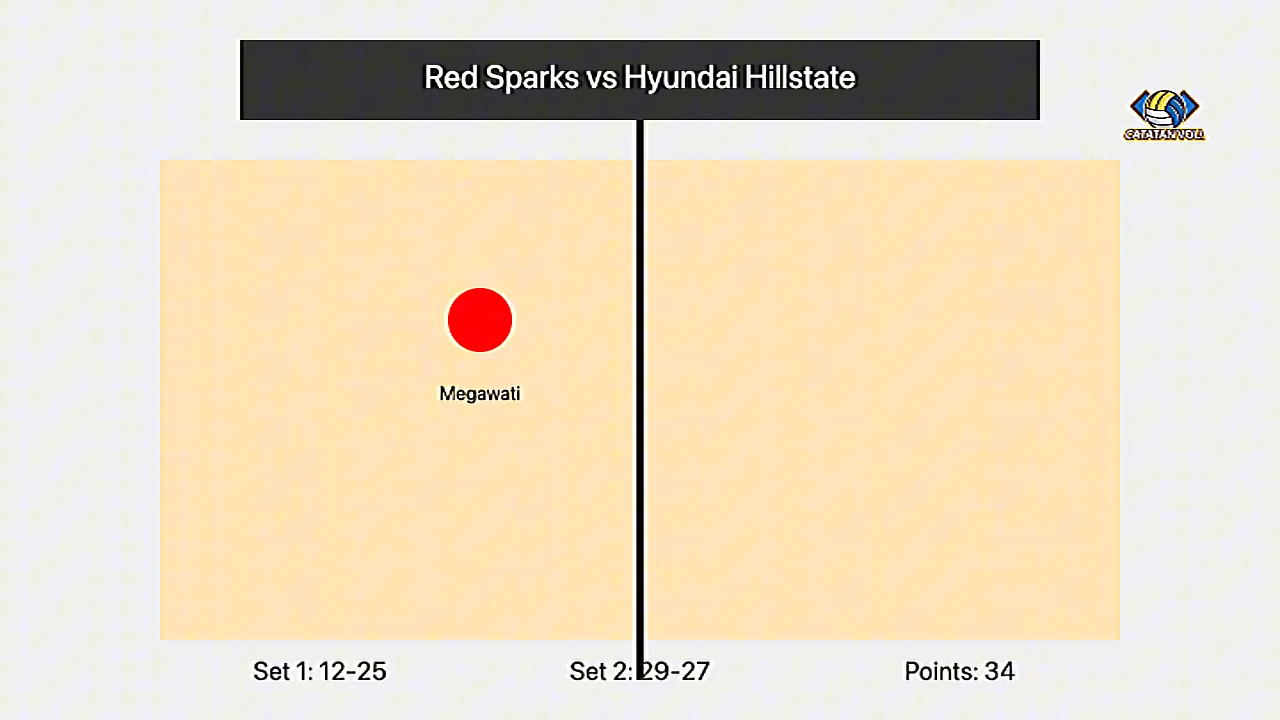 Red Sparks vs Hyundai Hillstate
CATATAN VOLI
Megawati
Set 1: 12-25
Set 2: 29-27
Points: 34